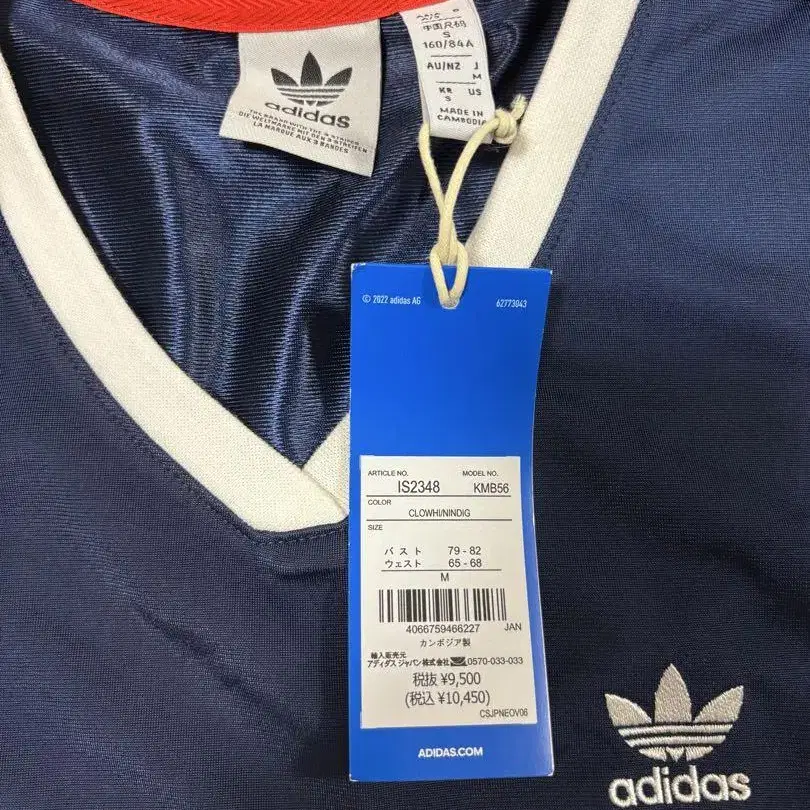 adidas
THE BRAND WITH THE 3 STRIPES
DIE WELTMARKE MIT DEN 3 STREIFEN
LA MARQUE AUX 3 BANDES
中国尺码
S
160/84A
AU/NZ J
M
KR US
S
MADE IN
CAMBODIA
© 2022 adidas AG 62773043
ARTICLE NO. MODEL NO.
IS2348 KMB56
COLOR
CLOWHI/NINDIG
SIZE
バスト 79 - 82
ウェスト 65 - 68
M
4066759466227 JAN
カンボジア製
輸入販売元
アディダス ジャパン株式会社 0570-033-033
税抜 ¥9,500
(税込 ¥10,450)
CSJPNEOV06
ADIDAS.COM
adidas